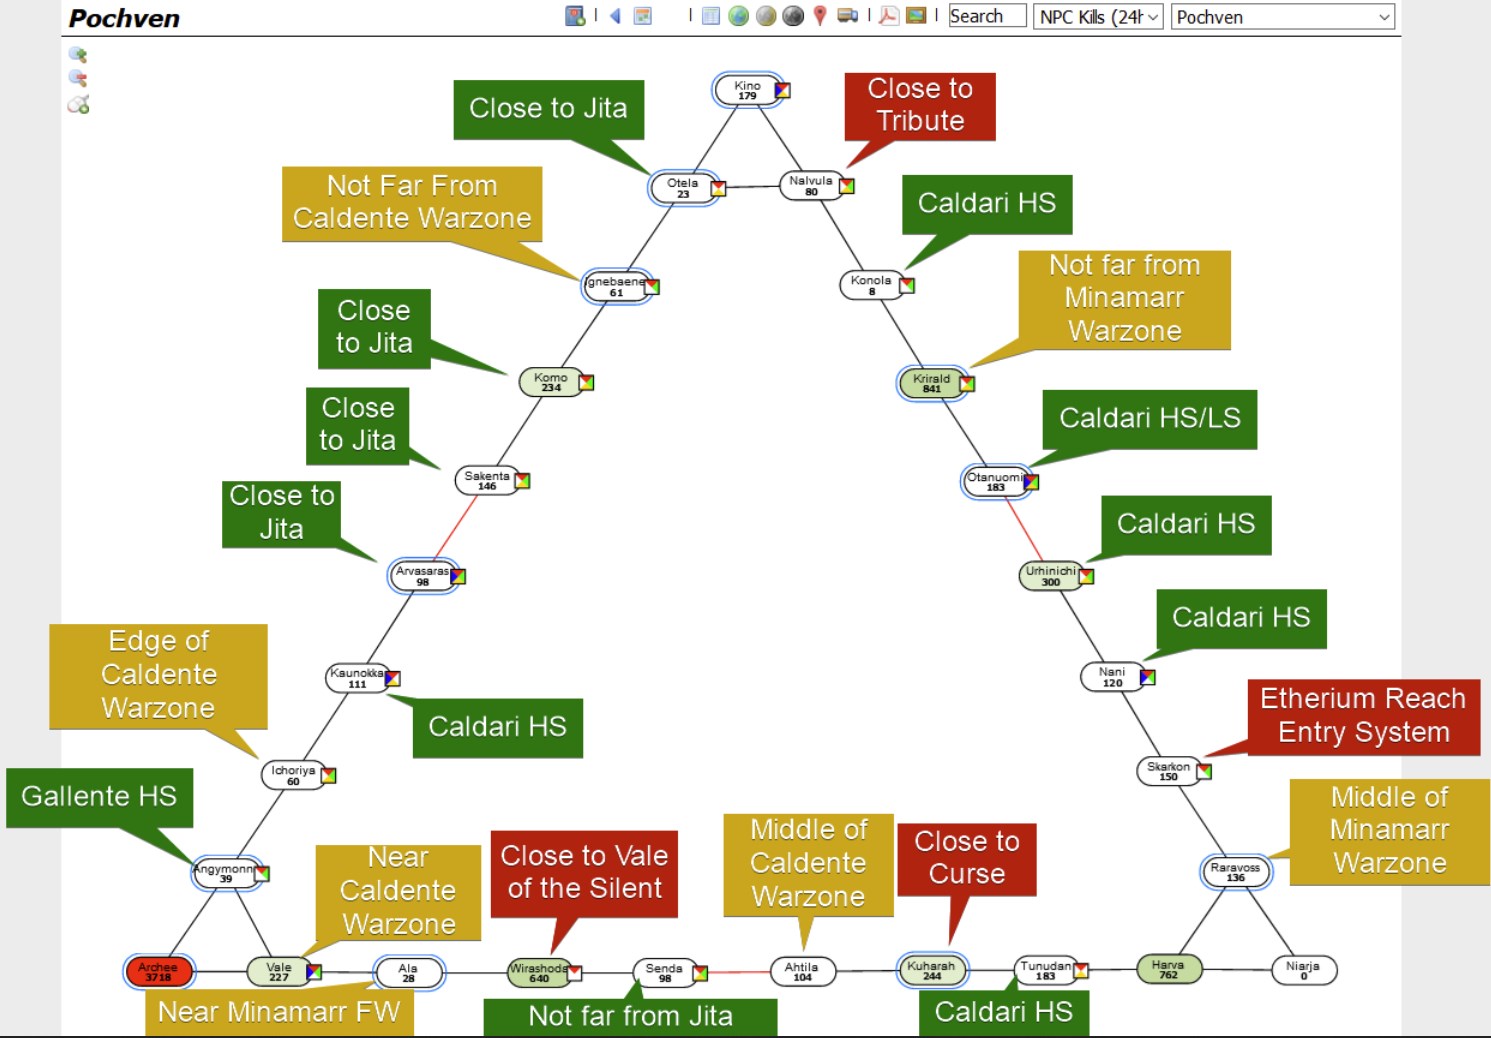 Pochven
Search
NPC Kills (24h
Pochven
Kino
179
Close to Jita
Close to
Tribute
Otela
23
Nalvula
80
Not Far From
Caldente Warzone
Caldari HS
Ignebaene
61
Konola
8
Not far from
Minamarr
Warzone
Close
to Jita
Komo
234
Krirald
841
Close
to Jita
Caldari HS/LS
Sakenta
146
Otanuomi
183
Close to
Jita
Caldari HS
Arvasaras
98
Urhinichi
300
Caldari HS
Edge of
Caldente
Warzone
Kaunokka
111
Nani
120
Caldari HS
Etherium Reach
Entry System
Ichoriya
60
Skarkon
150
Gallente HS
Middle of
Minamarr
Warzone
Angymonn
39
Near
Caldente
Warzone
Close to Vale
of the Silent
Middle of
Caldente
Warzone
Close to
Curse
Raravoss
136
Archee
3718
Vale
227
Ala
28
Wirashoda
640
Senda
98
Ahtila
104
Kuharah
244
Tunudan
183
Harva
762
Niarja
0
Near Minamarr FW
Not far from Jita
Caldari HS